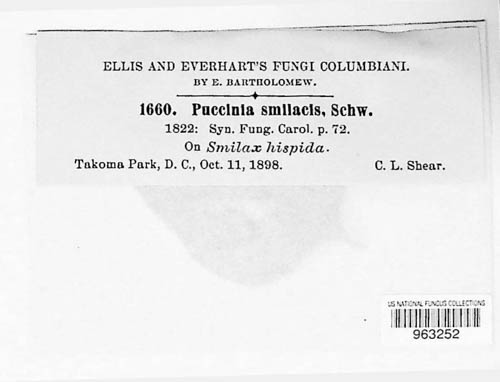 ELLIS AND EVERHART'S FUNGI COLUMBIANI.
BY E. BARTHOLOMEW.
1660. Puccinia smilacis, Schw.
1822: Syn. Fung. Carol. p. 72.
On Smilax hispida.
Takoma Park, D. C., Oct. 11, 1898. C. L. Shear.
US NATIONAL FUNGUS COLLECTIONS
963252